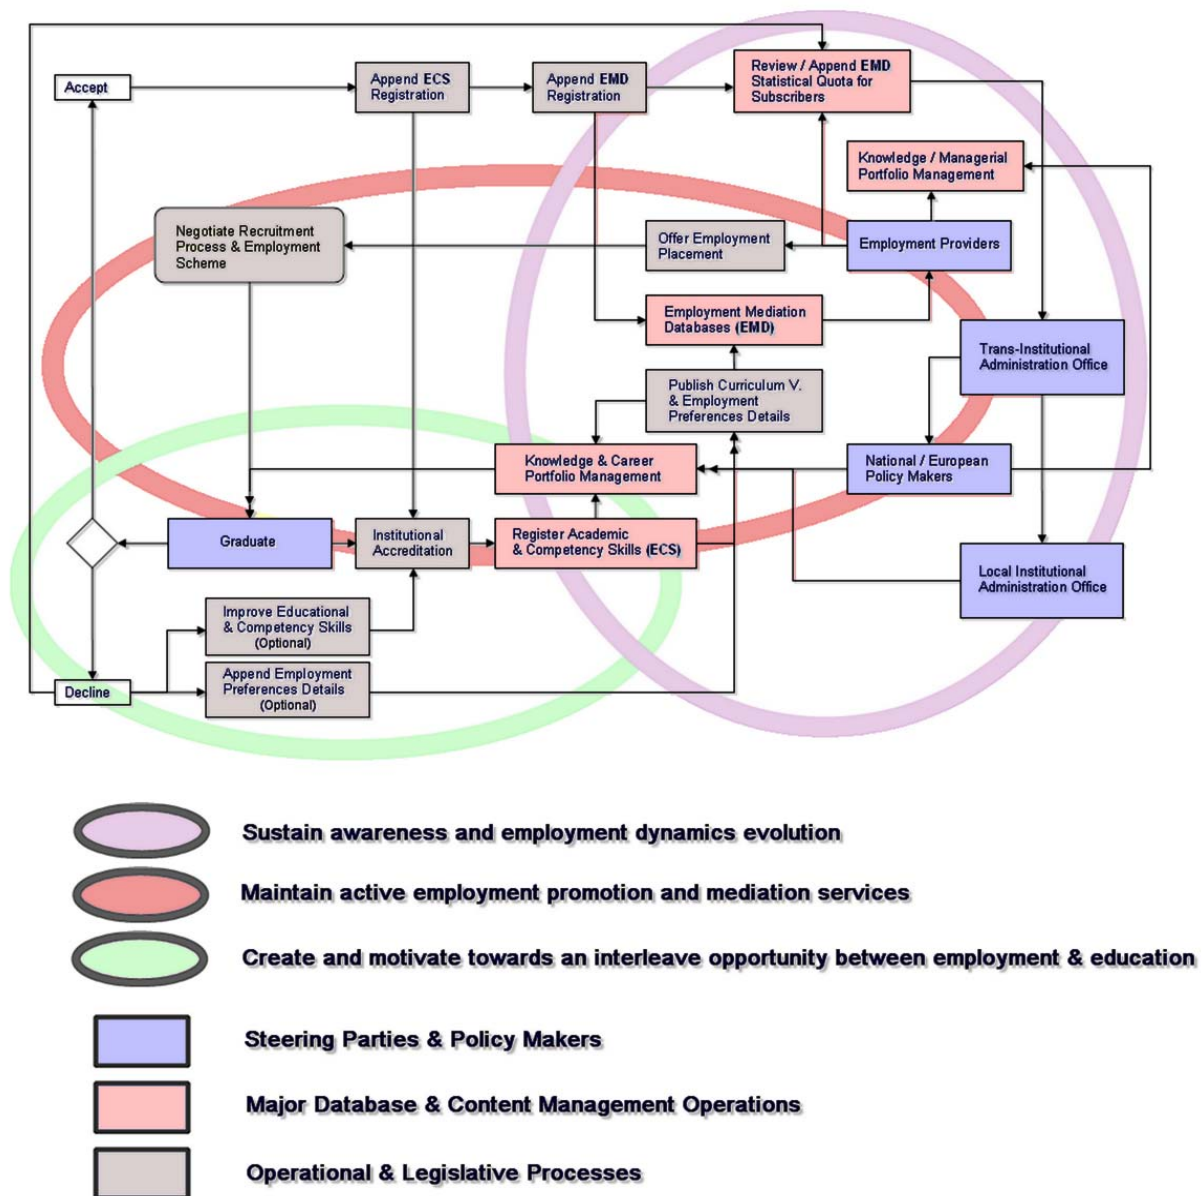 Accept
Append ECS
Registration
Append EMD
Registration
Review / Append EMD
Statistical Quota for
Subscribers
Knowledge / Managerial
Portfolio Management
Negotiate Recruitment
Process & Employment
Scheme
Offer Employment
Placement
Employment Providers
Employment Mediation
Databases (EMD)
Trans-Institutional
Administration Office
Publish Curriculum V.
& Employment
Preferences Details
Knowledge & Career
Portfolio Management
National / European
Policy Makers
Graduate
Institutional
Accreditation
Register Academic
& Competency Skills (ECS)
Local Institutional
Administration Office
Improve Educational
& Competency Skills
(Optional)
Decline
Append Employment
Preferences Details
(Optional)
Sustain awareness and employment dynamics evolution
Maintain active employment promotion and mediation services
Create and motivate towards an interleave opportunity between employment & education
Steering Parties & Policy Makers
Major Database & Content Management Operations
Operational & Legislative Processes